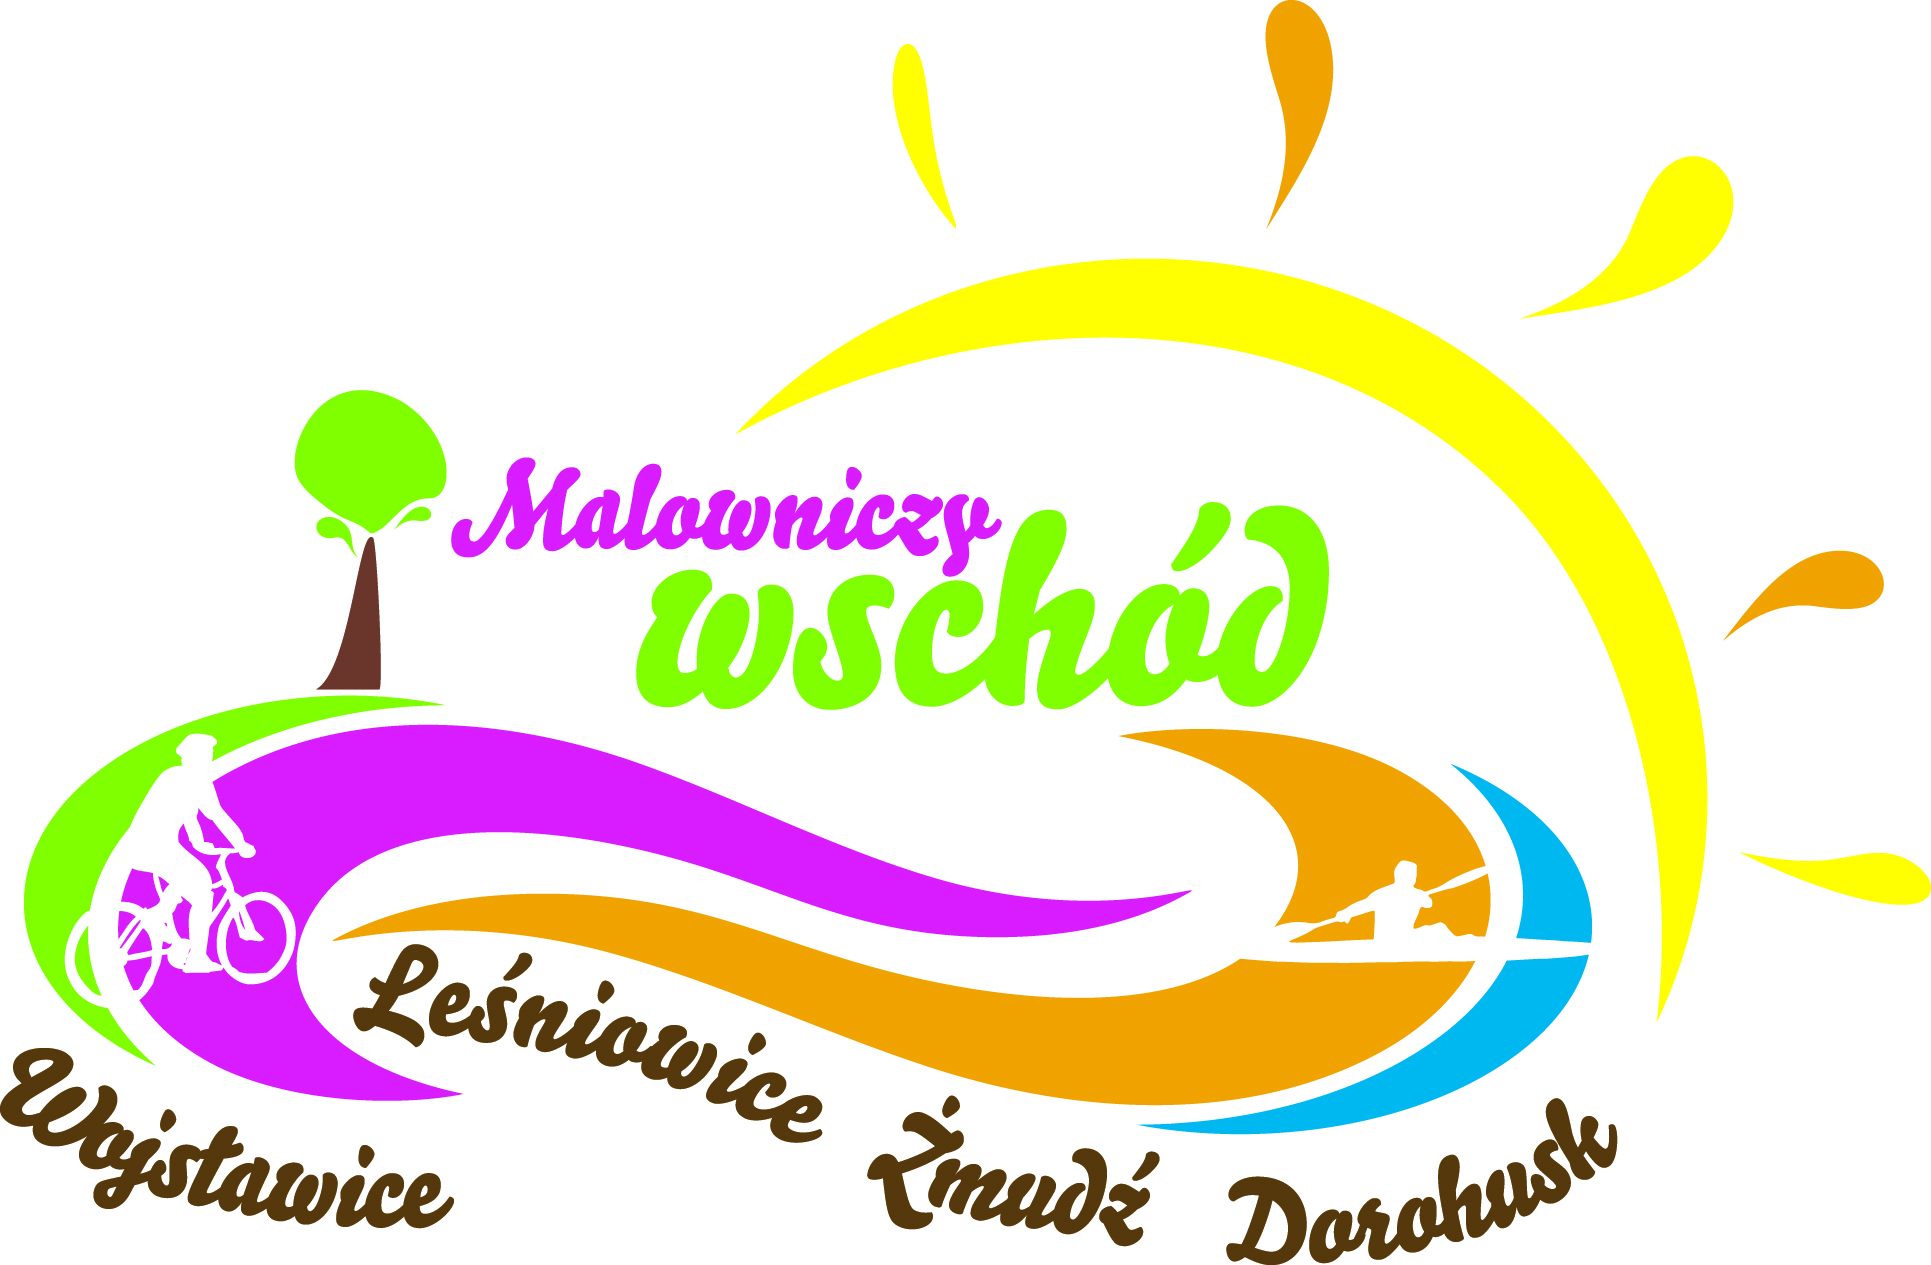 Malowniczy
wschód
Leśniowice
Wojsławice
Żmudź
Dorohusk